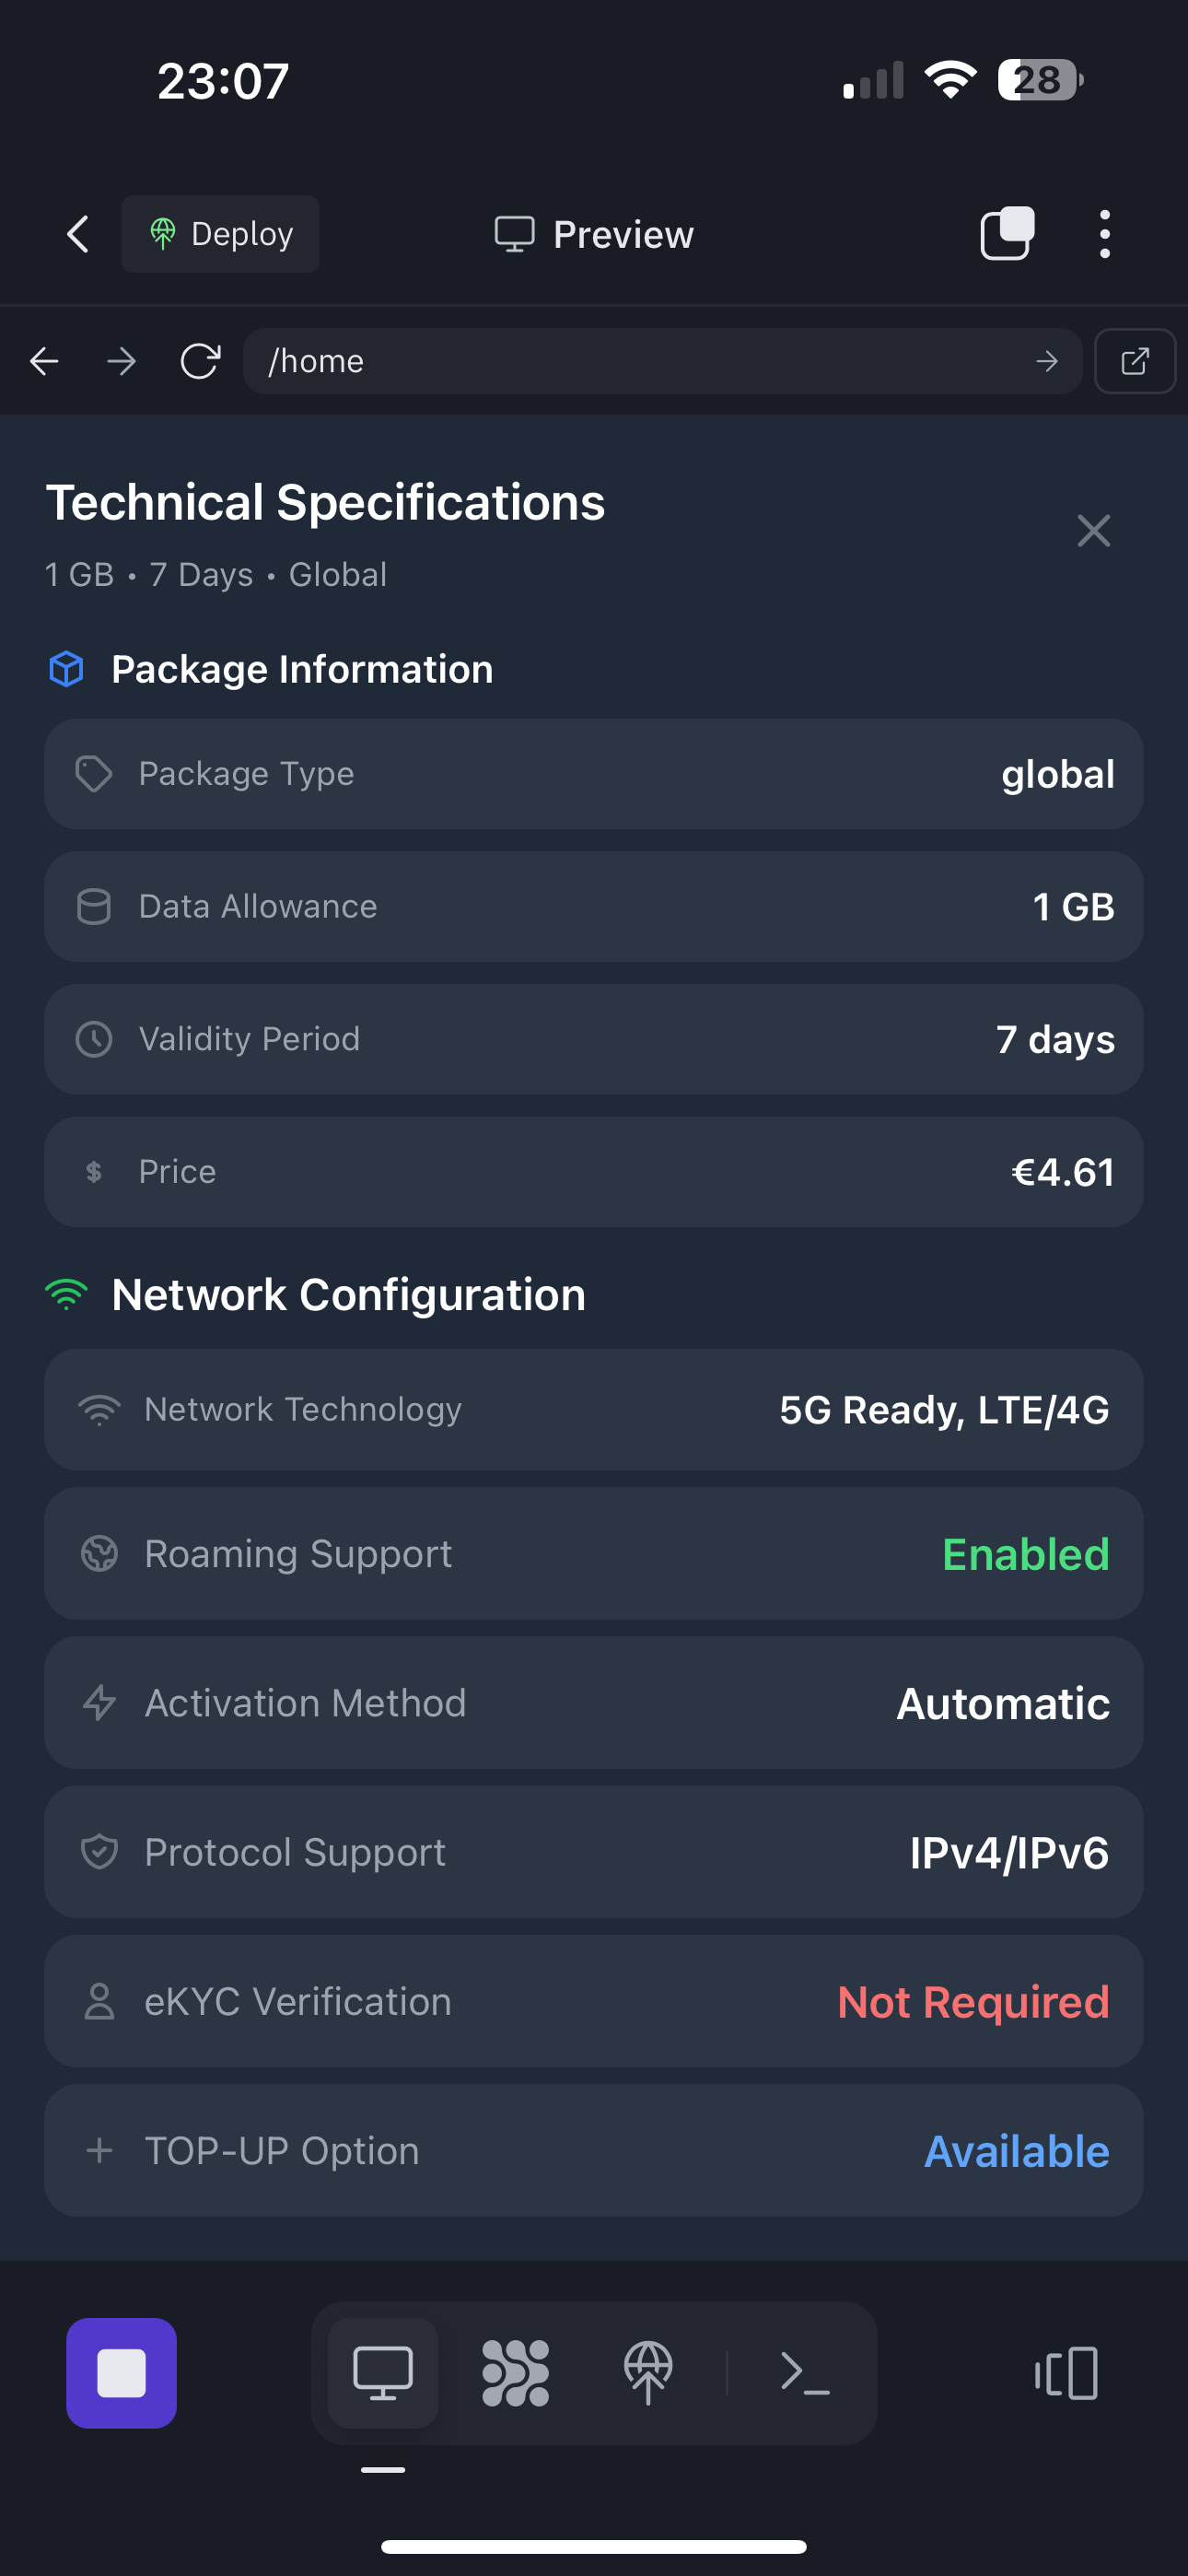 23:07
28
Deploy
Preview
/home
Technical Specifications
1 GB • 7 Days • Global
Package Information
Package Type global
Data Allowance 1 GB
Validity Period 7 days
$ Price €4.61
Network Configuration
Network Technology 5G Ready, LTE/4G
Roaming Support Enabled
Activation Method Automatic
Protocol Support IPv4/IPv6
eKYC Verification Not Required
TOP-UP Option Available